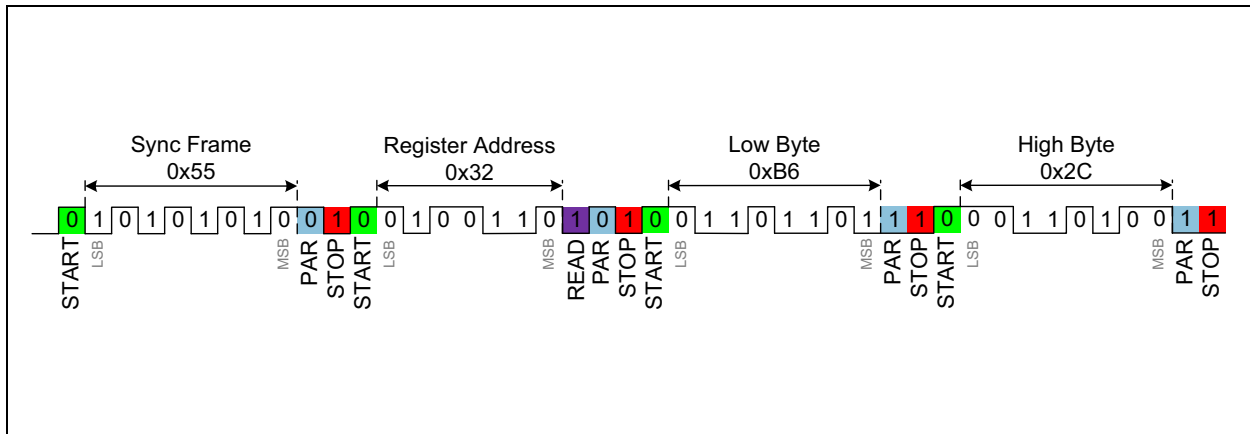 Sync Frame
0x55
Register Address
0x32
Low Byte
0xB6
High Byte
0x2C
0 1 0 1 0 1 0 1 0 0 1 0 0 1 0 0 1 1 0 1 0 1 0 0 1 1 0 1 1 0 1 1 1 0 0 0 1 1 0 1 0 0 1 1
START
LSB
MSB
PAR
STOP
START
LSB
MSB
READ
PAR
STOP
START
LSB
MSB
PAR
STOP
START
LSB
MSB
PAR
STOP